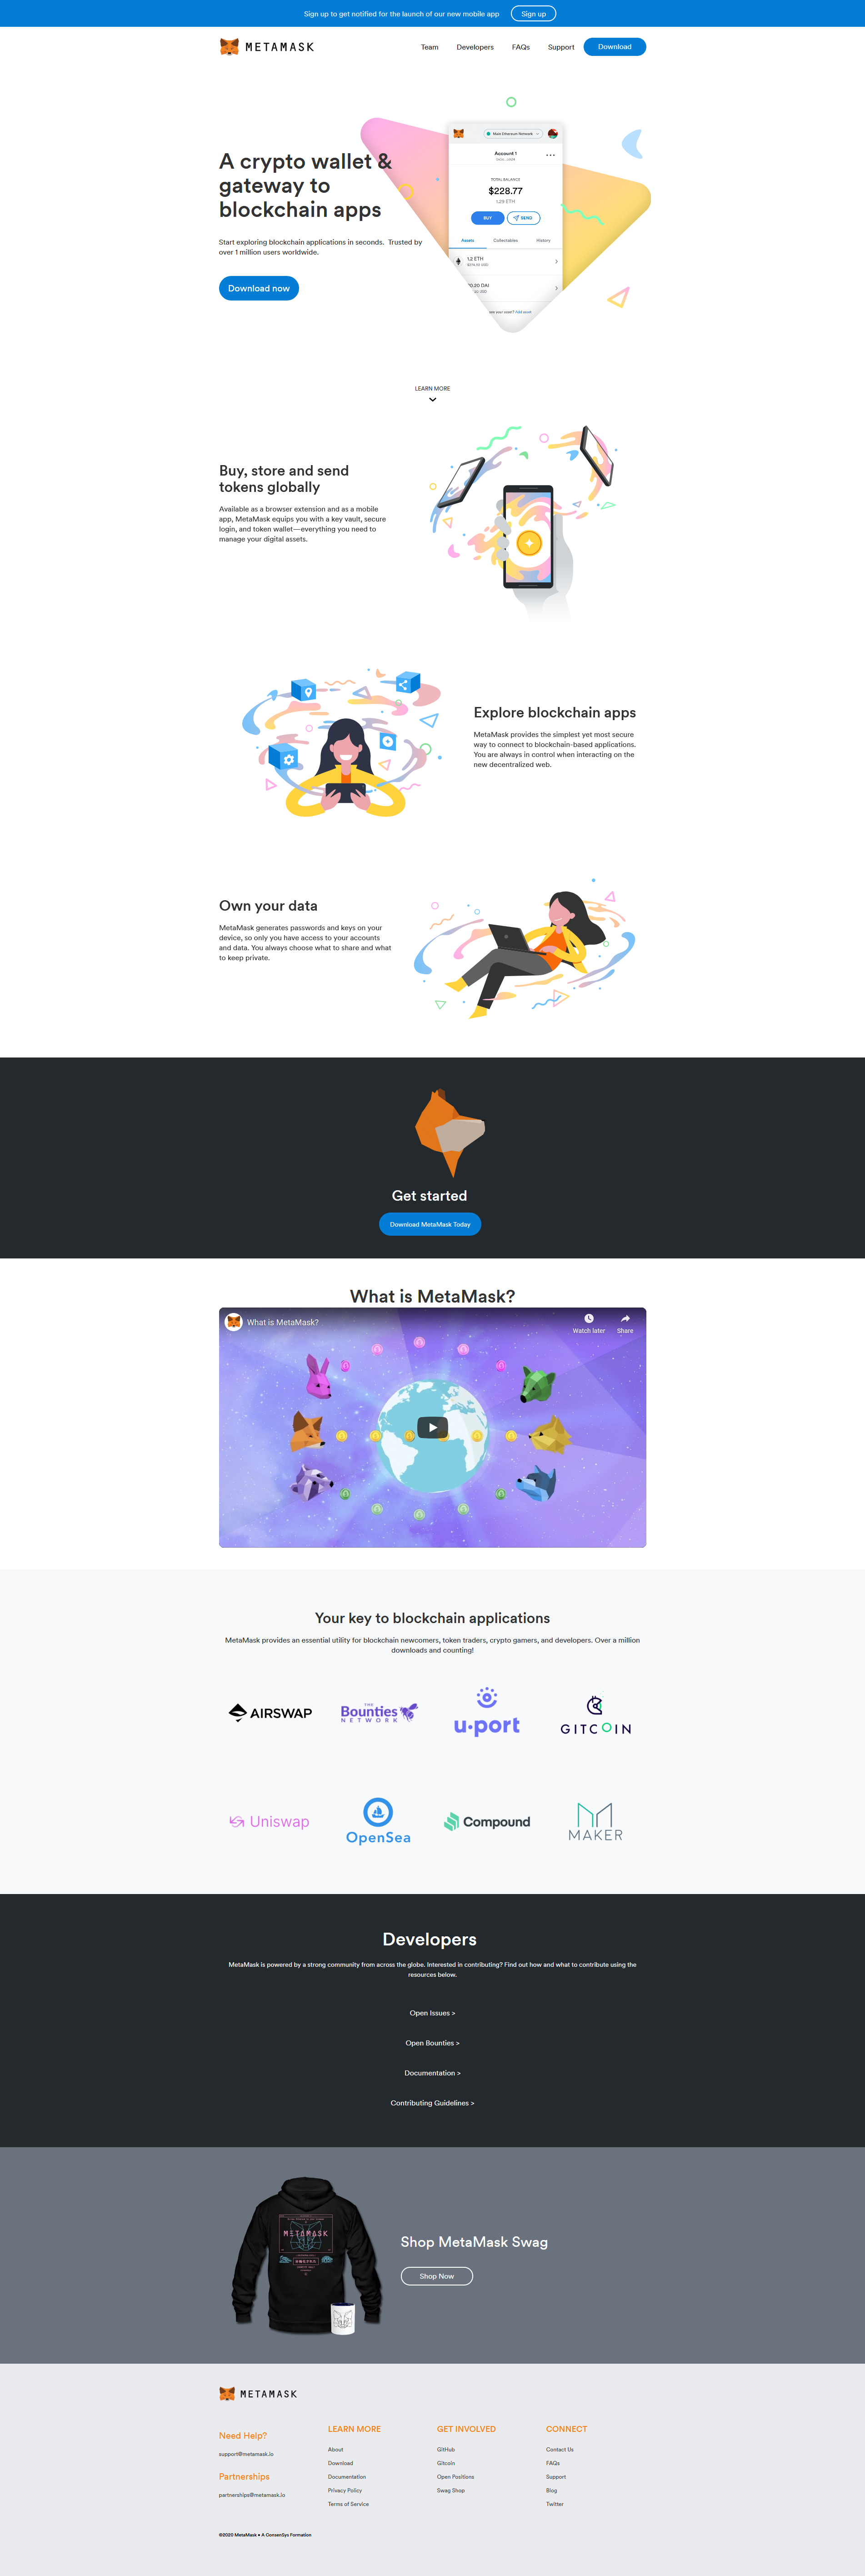 Sign up to get notified for the launch of our new mobile app
Sign up
METAMASK
Team
Developers
FAQs
Support
Download
A crypto wallet &
gateway to
blockchain apps
Start exploring blockchain applications in seconds. Trusted by
over 1 million users worldwide.
Download now
Main Ethereum Network
Account 1
TOTAL BALANCE
$228.77
1.29 ETH
BUY
SEND
Assets
Collectables
History
1.2 ETH
LEARN MORE
Buy, store and send
tokens globally
Available as a browser extension and as a mobile
app, MetaMask equips you with a key vault, secure
login, and token wallet—everything you need to
manage your digital assets.
Explore blockchain apps
MetaMask provides the simplest yet most secure
way to connect to blockchain-based applications.
You are always in control when interacting on the
new decentralized web.
Own your data
MetaMask generates passwords and keys on your
device, so only you have access to your accounts
and data. You always choose what to share and what
to keep private.
Get started
Download MetaMask Today
What is MetaMask?
What is MetaMask?
Watch later
Share
Your key to blockchain applications
MetaMask provides an essential utility for blockchain newcomers, token traders, crypto gamers, and developers. Over a million
downloads and counting!
AIRSWAP
THE
Bounties
NETWORK
u·port
GITCOIN
Uniswap
OpenSea
Compound
MAKER
Developers
MetaMask is powered by a strong community from across the globe. Interested in contributing? Find out how and what to contribute using the
resources below.
Open Issues >
Open Bounties >
Documentation >
Contributing Guidelines >
METAMASK
Shop MetaMask Swag
Shop Now
METAMASK
Need Help?
support@metamask.io
Partnerships
partnerships@metamask.io
LEARN MORE
About
Download
Documentation
Privacy Policy
Terms of Service
GET INVOLVED
GitHub
Gitcoin
Open Positions
Swag Shop
CONNECT
Contact Us
FAQs
Support
Blog
Twitter
©2020 MetaMask • A ConsenSys Formation